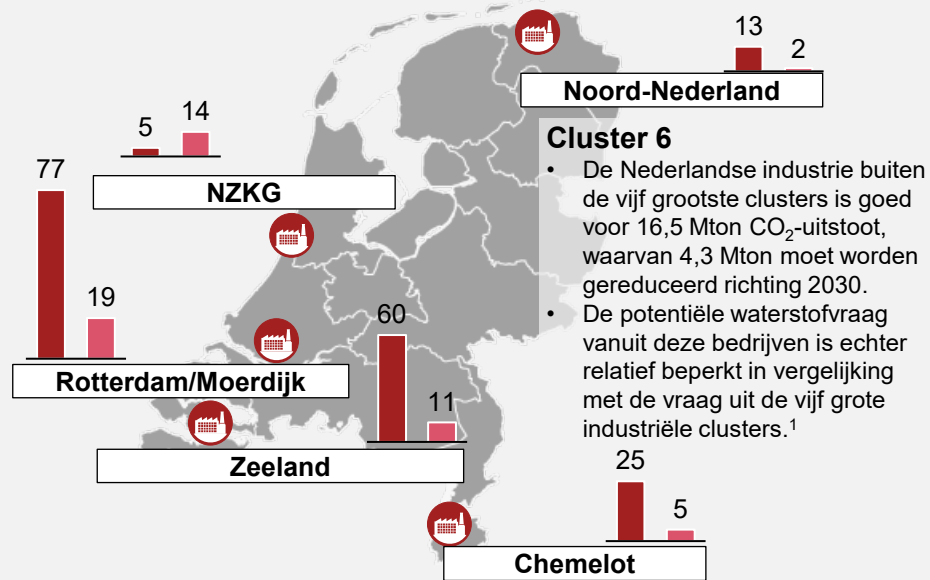 13
2
Noord-Nederland
5
14
NZKG
77
19
Rotterdam/Moerdijk
60
11
Zeeland
25
5
Chemelot
Cluster 6
• De Nederlandse industrie buiten
de vijf grootste clusters is goed
voor 16,5 Mton CO₂-uitstoot,
waarvan 4,3 Mton moet worden
gereduceerd richting 2030.
• De potentiële waterstofvraag
vanuit deze bedrijven is echter
relatief beperkt in vergelijking
met de vraag uit de vijf grote
industriële clusters.¹